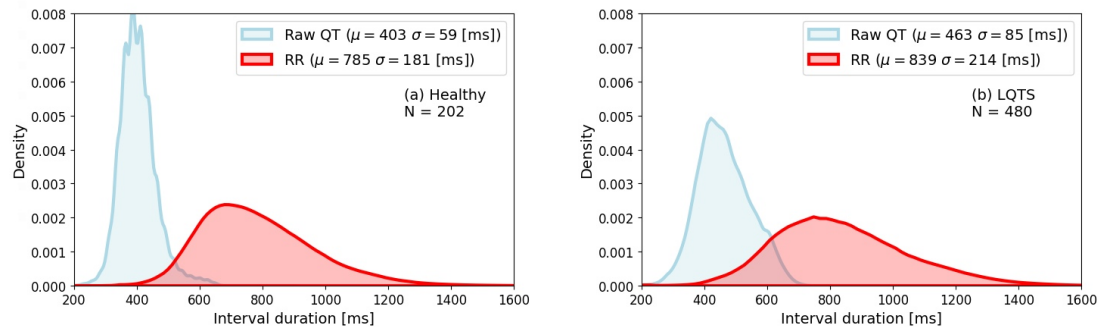 0.008
0.007
0.006
0.005
0.004
0.003
0.002
0.001
0.000
Density
200 400 600 800 1000 1200 1400 1600
Interval duration [ms]
Raw QT (μ = 403 σ = 59 [ms])
RR (μ = 785 σ = 181 [ms])
(a) Healthy
N = 202
0.008
0.007
0.006
0.005
0.004
0.003
0.002
0.001
0.000
Density
200 400 600 800 1000 1200 1400 1600
Interval duration [ms]
Raw QT (μ = 463 σ = 85 [ms])
RR (μ = 839 σ = 214 [ms])
(b) LQTS
N = 480